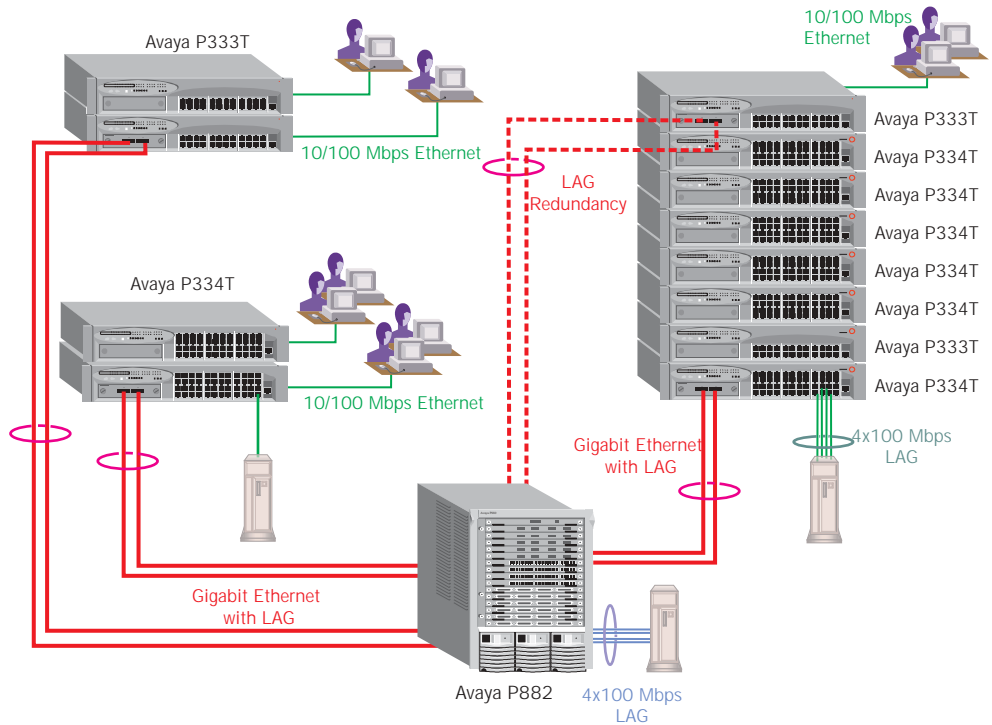 10/100 Mbps
Ethernet
Avaya P333T
10/100 Mbps Ethernet
LAG
Redundancy
Avaya P333T
Avaya P334T
Avaya P334T
Avaya P334T
Avaya P334T
Avaya P334T
Avaya P333T
Avaya P334T
Avaya P334T
10/100 Mbps Ethernet
Gigabit Ethernet
with LAG
4x100 Mbps
LAG
Gigabit Ethernet
with LAG
Avaya P882
4x100 Mbps
LAG